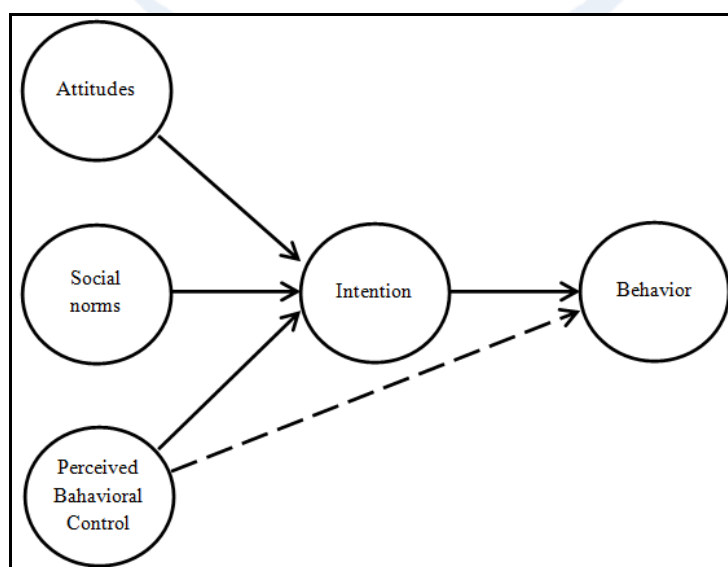 Attitudes
Social
norms
Intention
Behavior
Perceived
Bahavioral
Control